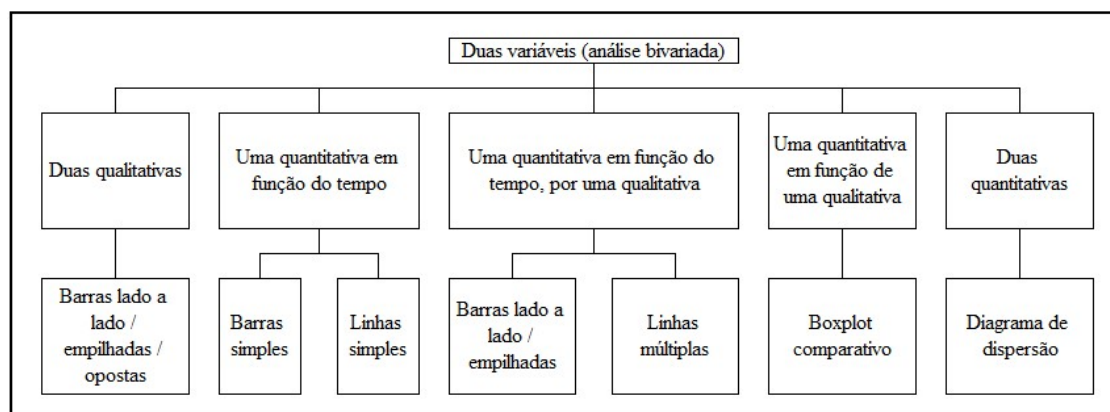 Duas variáveis (análise bivariada)
Duas qualitativas
Uma quantitativa em
função do tempo
Uma quantitativa em função do
tempo, por uma qualitativa
Uma quantitativa
em função de
uma qualitativa
Duas
quantitativas
Barras lado a
lado /
empilhadas /
opostas
Barras
simples
Linhas
simples
Barras lado a
lado /
empilhadas
Linhas
múltiplas
Boxplot
comparativo
Diagrama de
dispersão